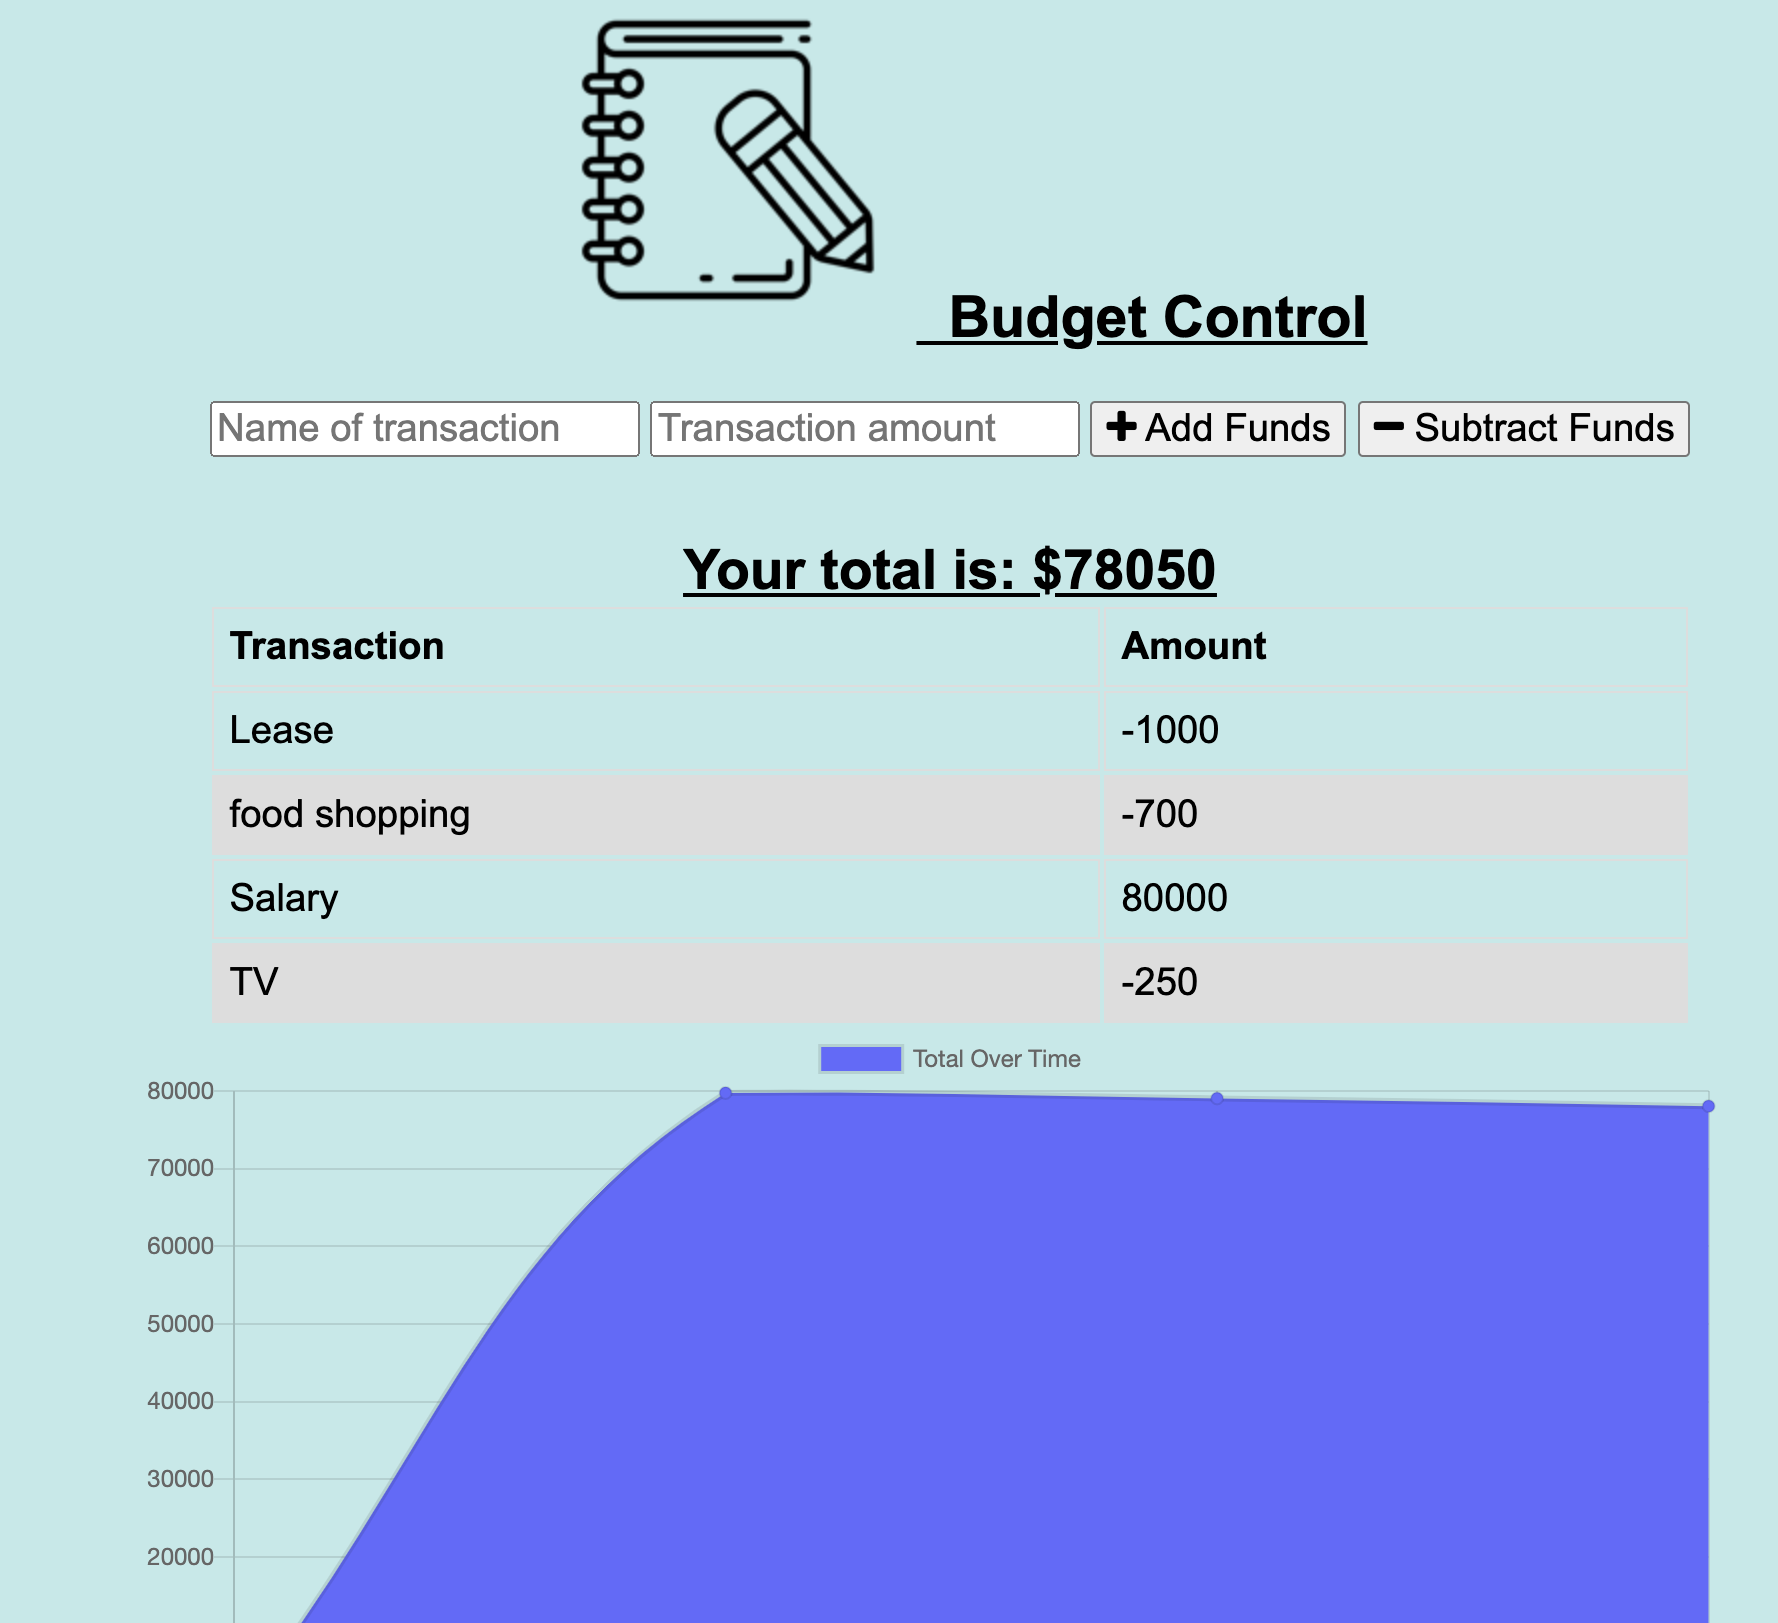 Budget Control
Name of transaction Transaction amount Add Funds Subtract Funds
Your total is: $78050
Transaction Amount
Lease -1000
food shopping -700
Salary 80000
TV -250
Total Over Time
80000
70000
60000
50000
40000
30000
20000